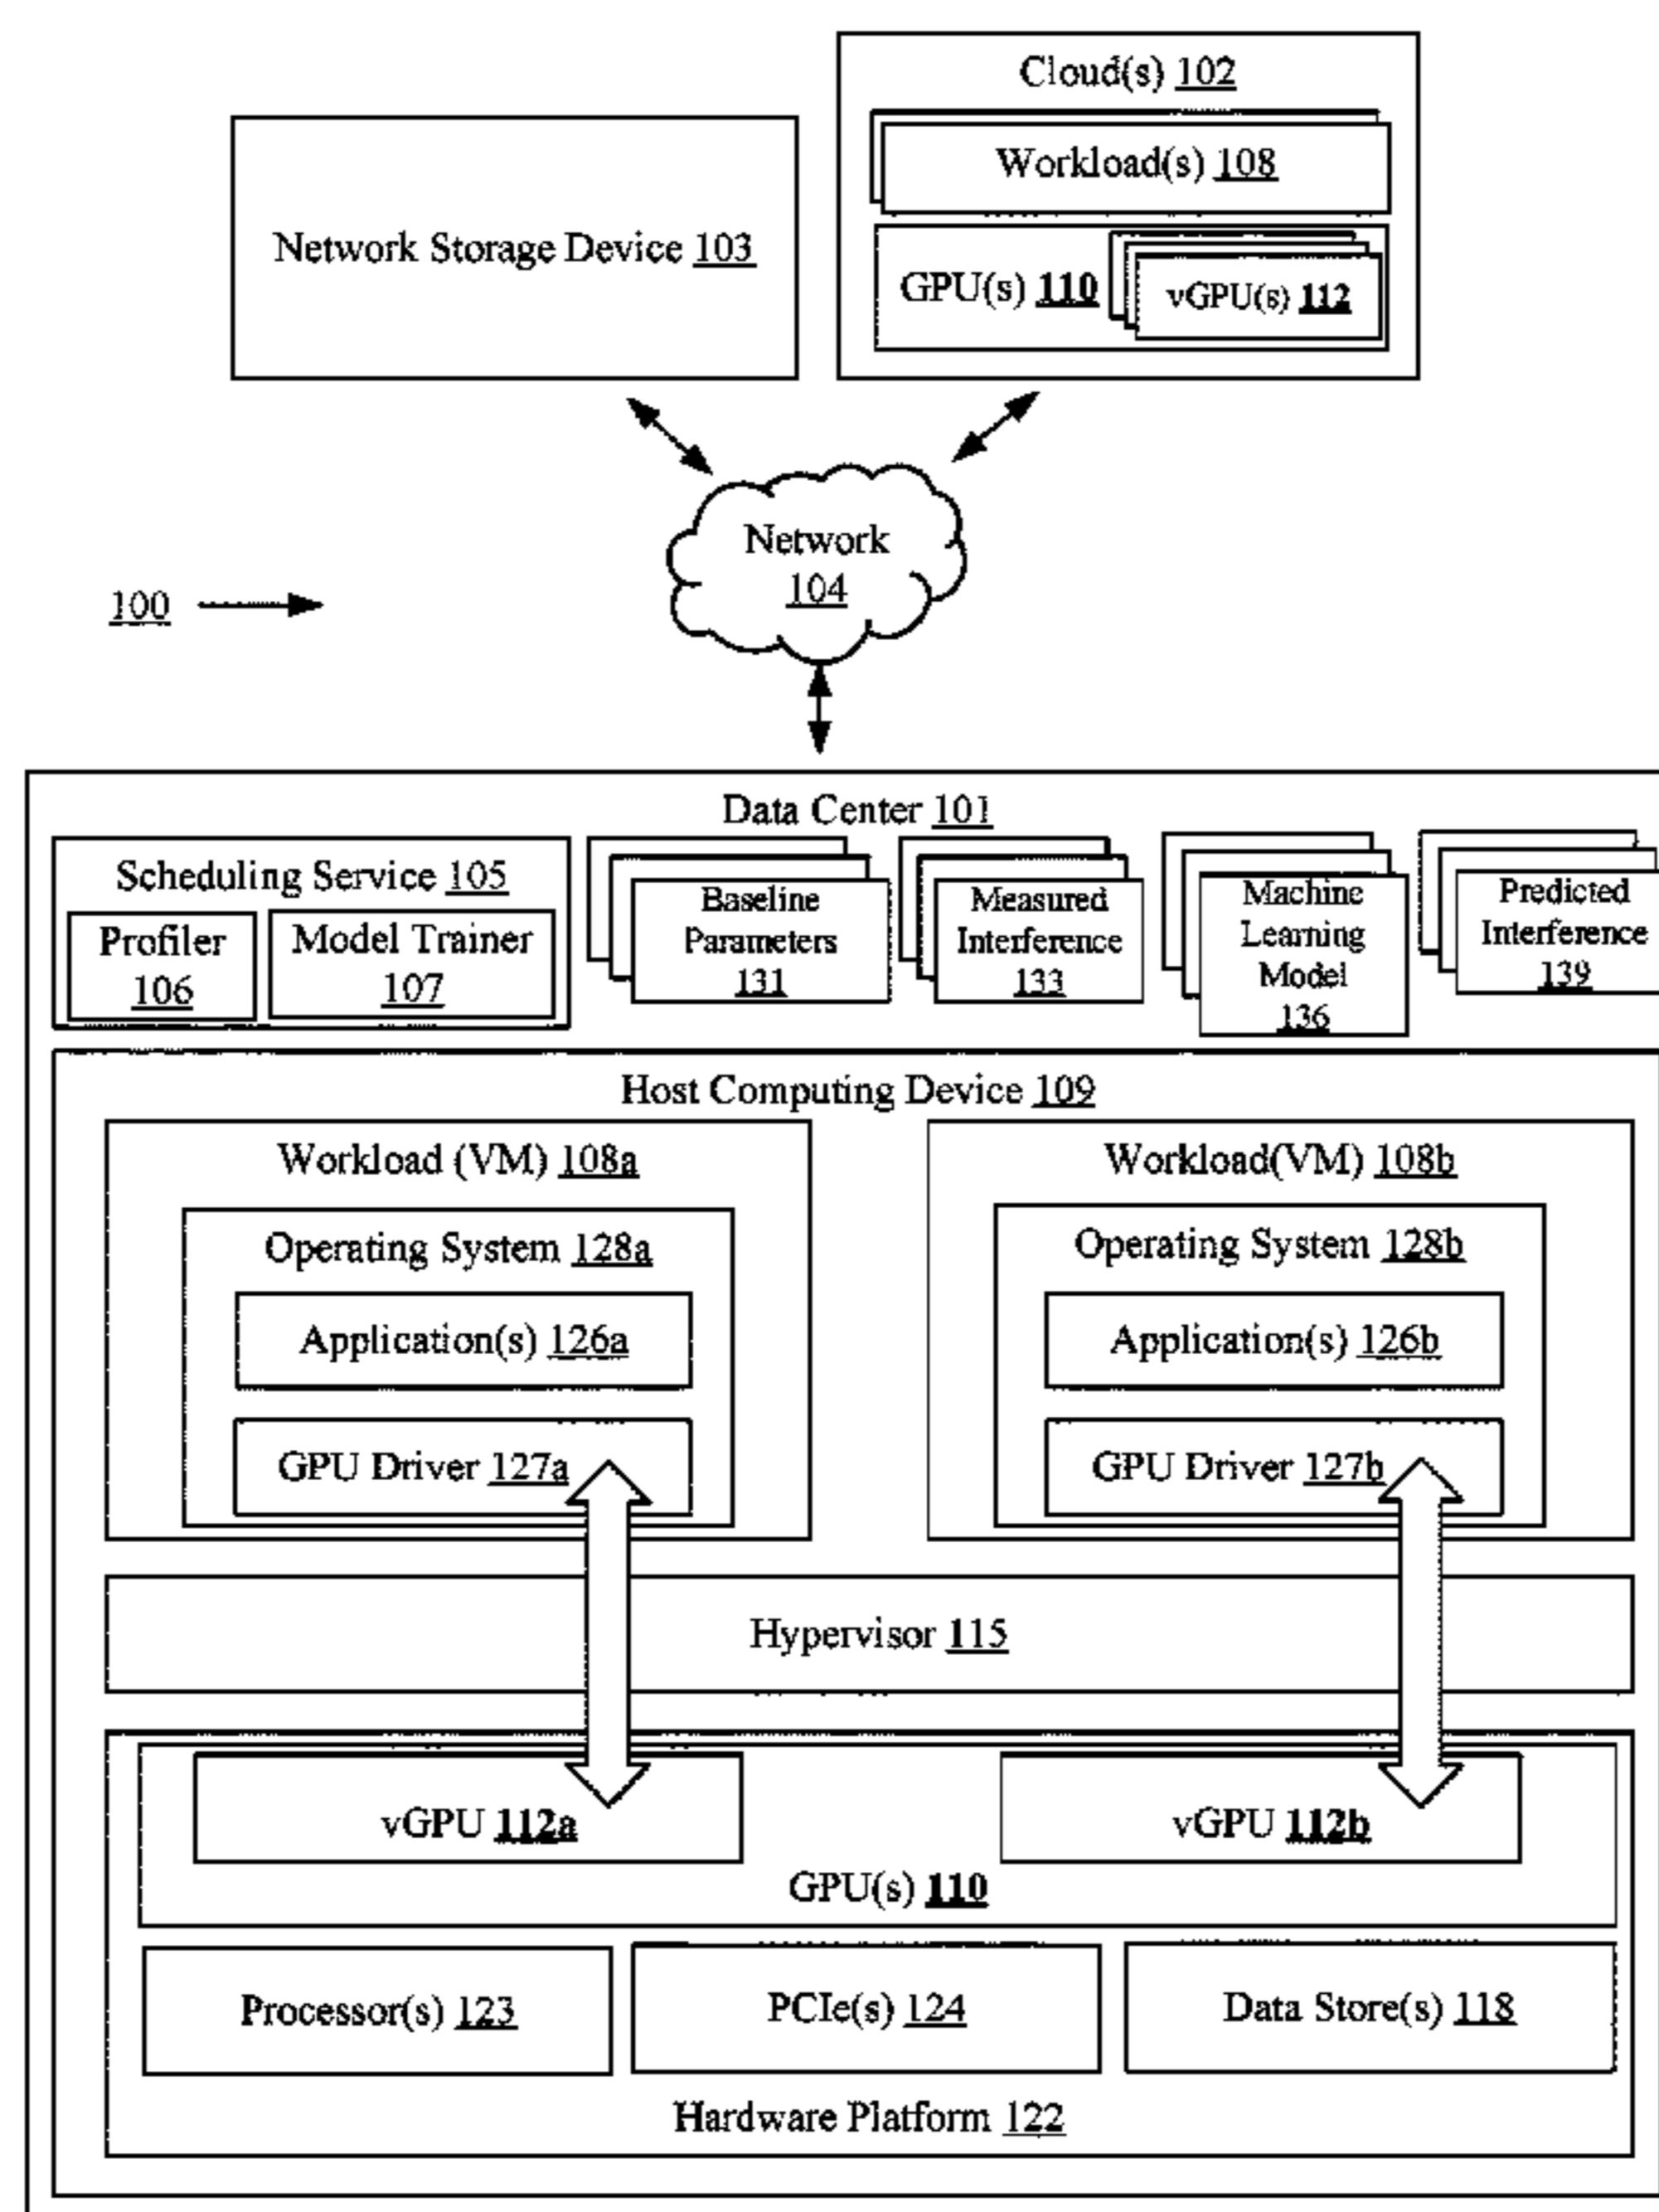 Cloud(s) 102
Workload(s) 108
Network Storage Device 103
GPU(s) 110
vGPU(s) 112
Network
104
100
Data Center 101
Scheduling Service 105
Profiler
106
Model Trainer
107
Baseline
Parameters
131
Measured
Interference
133
Machine
Learning
Model
136
Predicted
Interference
139
Host Computing Device 109
Workload (VM) 108a
Operating System 128a
Application(s) 126a
GPU Driver 127a
Workload(VM) 108b
Operating System 128b
Application(s) 126b
GPU Driver 127b
Hypervisor 115
vGPU 112a
vGPU 112b
GPU(s) 110
Processor(s) 123
PCIe(s) 124
Data Store(s) 118
Hardware Platform 122